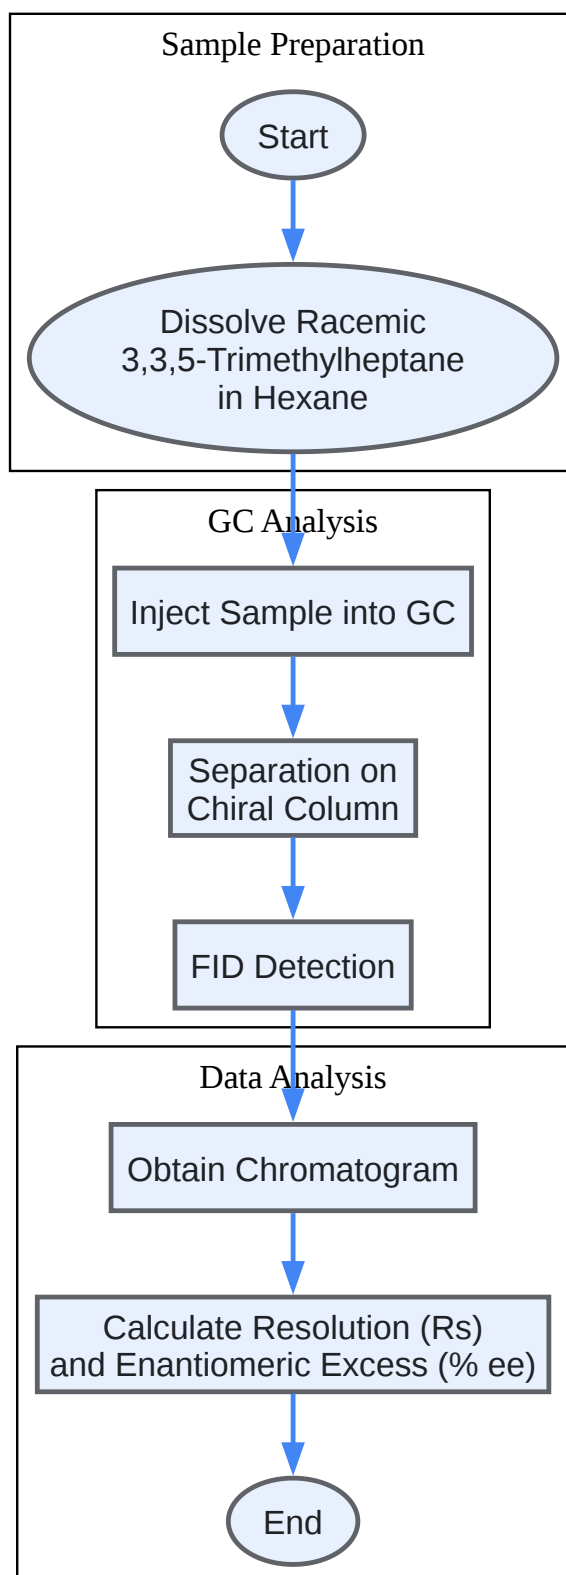 Sample Preparation
Start
Dissolve Racemic
3,3,5-Trimethylheptane
in Hexane
GC Analysis
Inject Sample into GC
Separation on
Chiral Column
FID Detection
Data Analysis
Obtain Chromatogram
Calculate Resolution (Rs)
and Enantiomeric Excess (% ee)
End